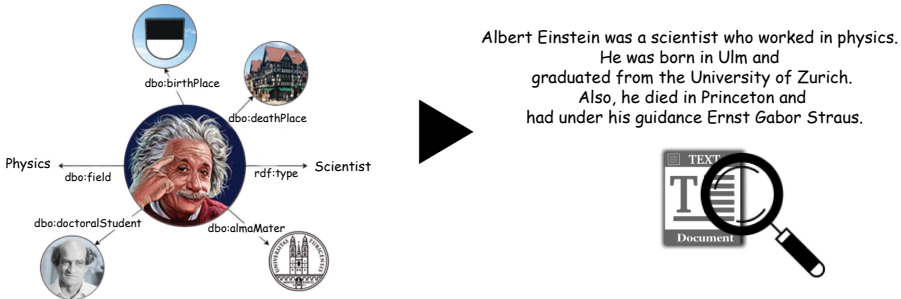 dbo:birthPlace
dbo:deathPlace
Physics
dbo:field
rdf:type
Scientist
dbo:doctoralStudent
dbo:almaMater
UNIVERSITAS
TURICENSIS
Albert Einstein was a scientist who worked in physics.
He was born in Ulm and
graduated from the University of Zurich.
Also, he died in Princeton and
had under his guidance Ernst Gabor Straus.
TEXT
T
Document